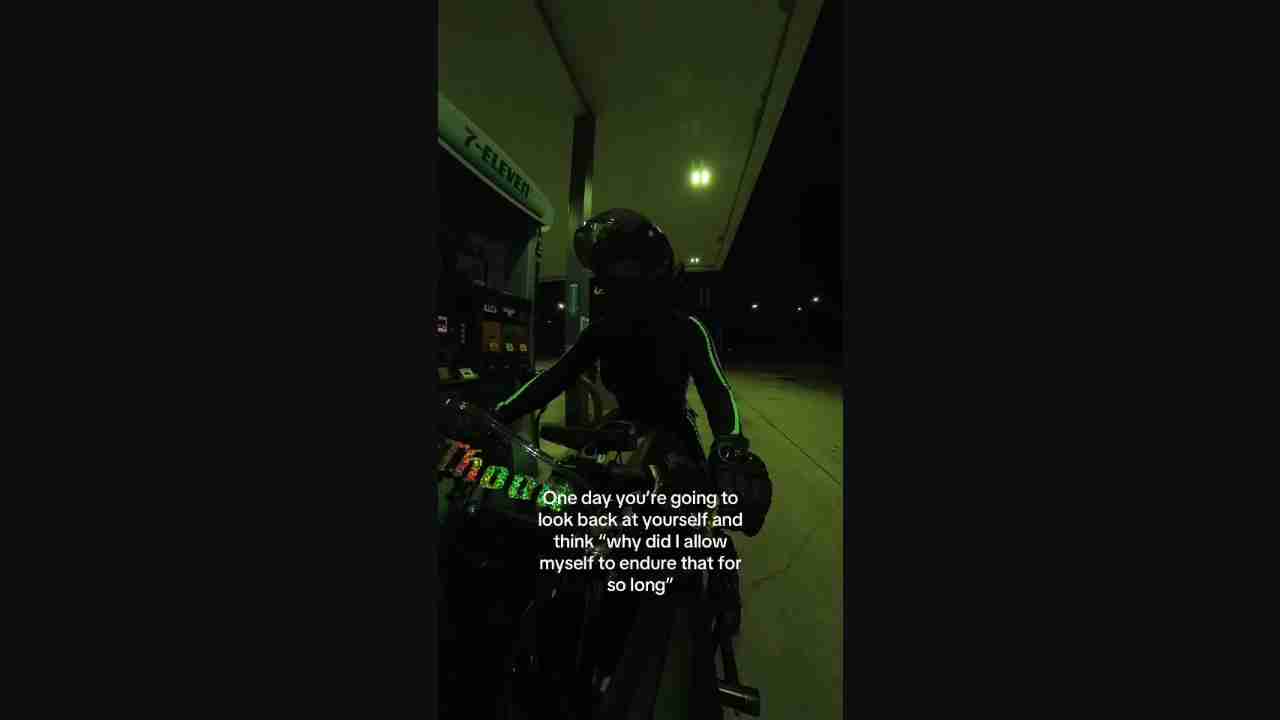 7-ELEVEN
One day you’re going to
look back at yourself and
think “why did I allow
myself to endure that for
so long”